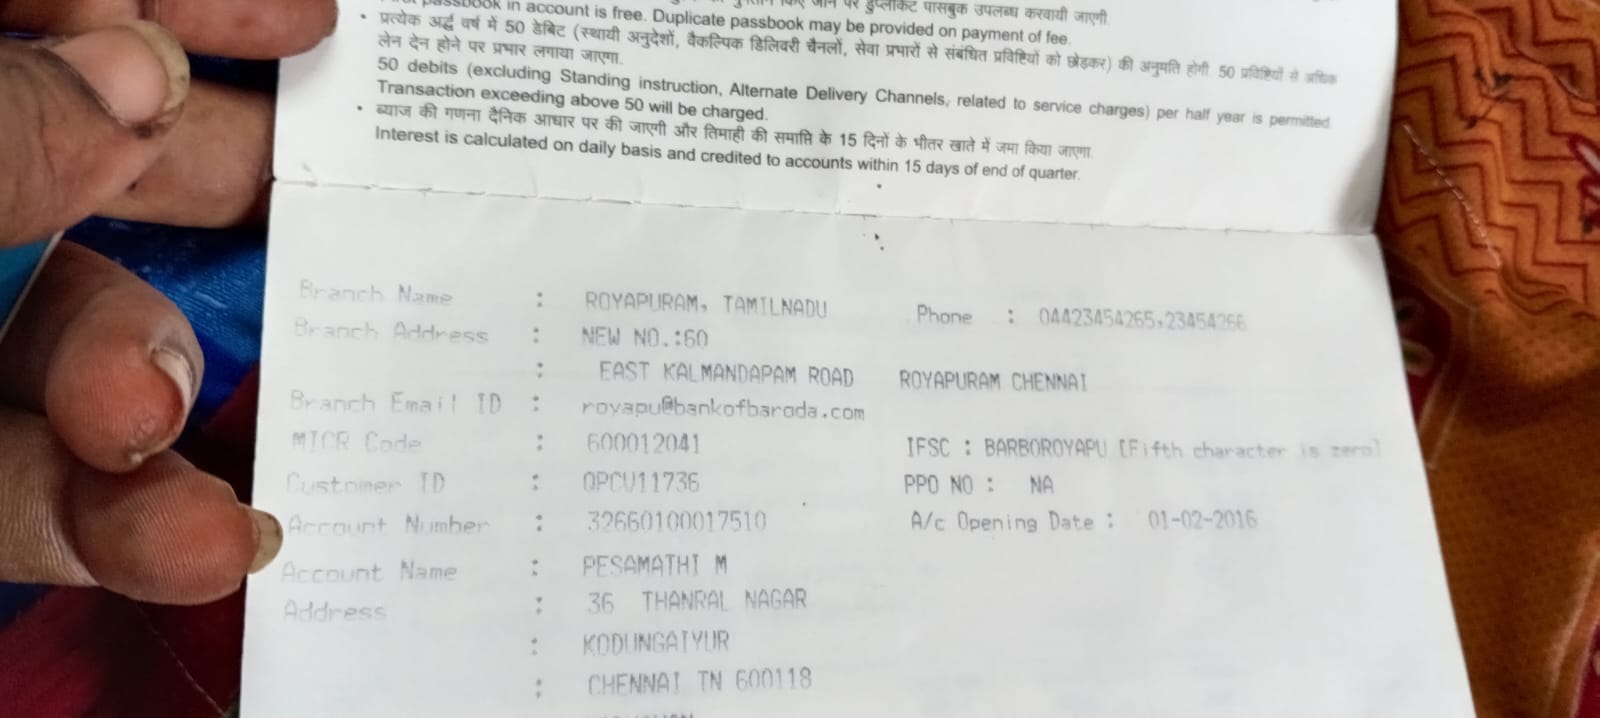 passbook in account is free. Duplicate passbook may be provided on payment of fee.
• प्रत्येक अर्द्ध वर्ष में 50 डेबिट (स्थायी अनुदेशों, वैकल्पिक डिलिवरी चैनलों, सेवा प्रभारों से संबंधित प्रविष्टियों को छोड़कर) की अनुमति होगी. 50 प्रविष्टियों से अधिक
लेन देन होने पर प्रभार लगाया जाएगा.
50 debits (excluding Standing instruction, Alternate Delivery Channels, related to service charges) per half year is permitted.
Transaction exceeding above 50 will be charged.
• ब्याज की गणना दैनिक आधार पर की जाएगी और तिमाही की समाप्ति के 15 दिनों के भीतर खाते में जमा किया जाएगा.
Interest is calculated on daily basis and credited to accounts within 15 days of end of quarter.
Branch Name : ROYAPURAM, TAMILNADU Phone : 04423454265,23454266
Branch Address : NEW NO.:60
: EAST KALMANDAPAM ROAD ROYAPURAM CHENNAI
Branch Email ID : royapu@bankofbaroda.com
MICR Code : 600012041 IFSC : BARB0ROYAPU [Fifth character is zero]
Customer ID : QPCV11736 PPO NO : NA
Account Number : 32660100017510 A/c Opening Date : 01-02-2016
Account Name : PESAMATHI M
Address : 36 THANRAL NAGAR
: KODUNGAIYUR
: CHENNAI TN 600118